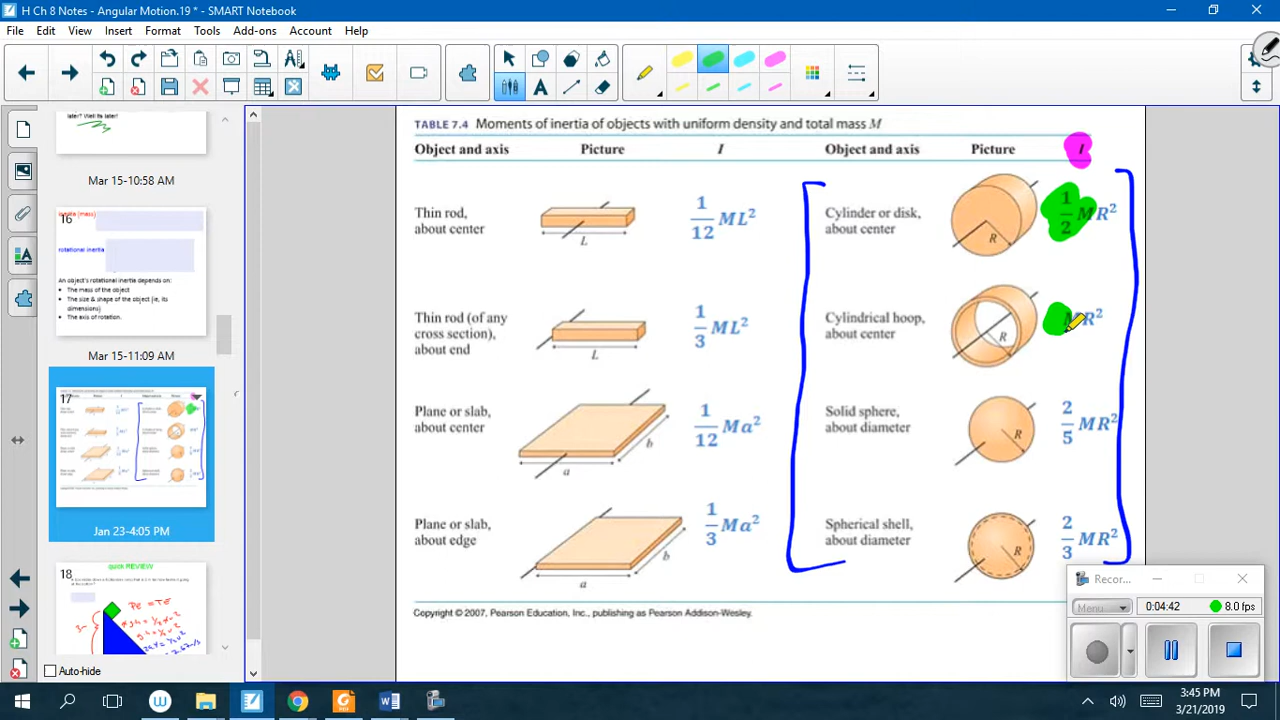 H Ch 8 Notes - Angular Motion.19 * - SMART Notebook
File Edit View Insert Format Tools Add-ons Account Help
later? Well its later!
Mar 15-10:58 AM
16
inertia (mass)
rotational inertia
An object's rotational inertia depends on:
• The mass of the object
• The size & shape of the object (ie, its
dimensions)
• The axis of rotation.
Mar 15-11:09 AM
17
Jan 23-4:05 PM
18
quick REVIEW
PE = TE
Auto-hide
TABLE 7.4 Moments of inertia of objects with uniform density and total mass M
Object and axis Picture I Object and axis Picture I
Thin rod,
about center
L
1/12 ML²
Cylinder or disk,
about center
R
1/2 MR²
Thin rod (of any
cross section),
about end
L
1/3 ML²
Cylindrical hoop,
about center
R
MR²
Plane or slab,
about center
a
b
1/12 Ma²
Solid sphere,
about diameter
R
2/5 MR²
Plane or slab,
about edge
a
b
1/3 Ma²
Spherical shell,
about diameter
R
2/3 MR²
Copyright © 2007, Pearson Education, Inc., publishing as Pearson Addison-Wesley.
Recor...
Menu
0:04:42
8.0 fps
3:45 PM
3/21/2019